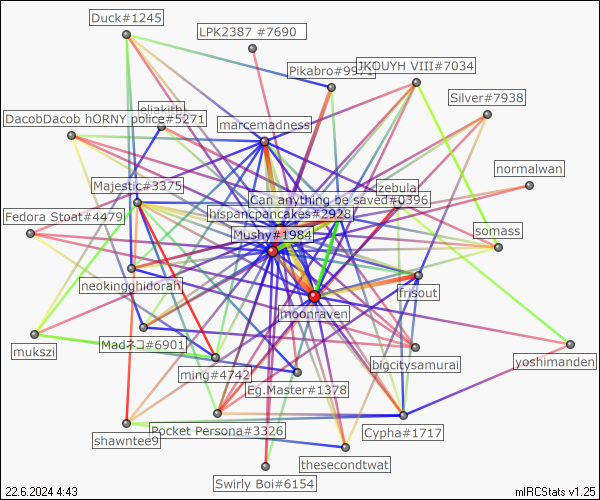 Duck#1245
LPK2387 #7690
Pikabro#9971
JKOUYH VIII#7034
Silver#7938
eliakith
DacobDacob hORNY police#5271
marcemadness
normalwan
Majestic#3375
zebula
Can anything be saved#0396
hispancpancakes#2928
Fedora Stoat#4479
Mushy#1984
somass
neokingghidorah
frisout
moonraven
Madネコ#6901
mukszi
bigcitysamurai
yoshimanden
ming#4742
Eg.Master#1378
Pocket Persona#3326
Cypha#1717
shawntee9
thesecondtwat
Swirly Boi#6154
22.6.2024 4:43
mIRCStats v1.25